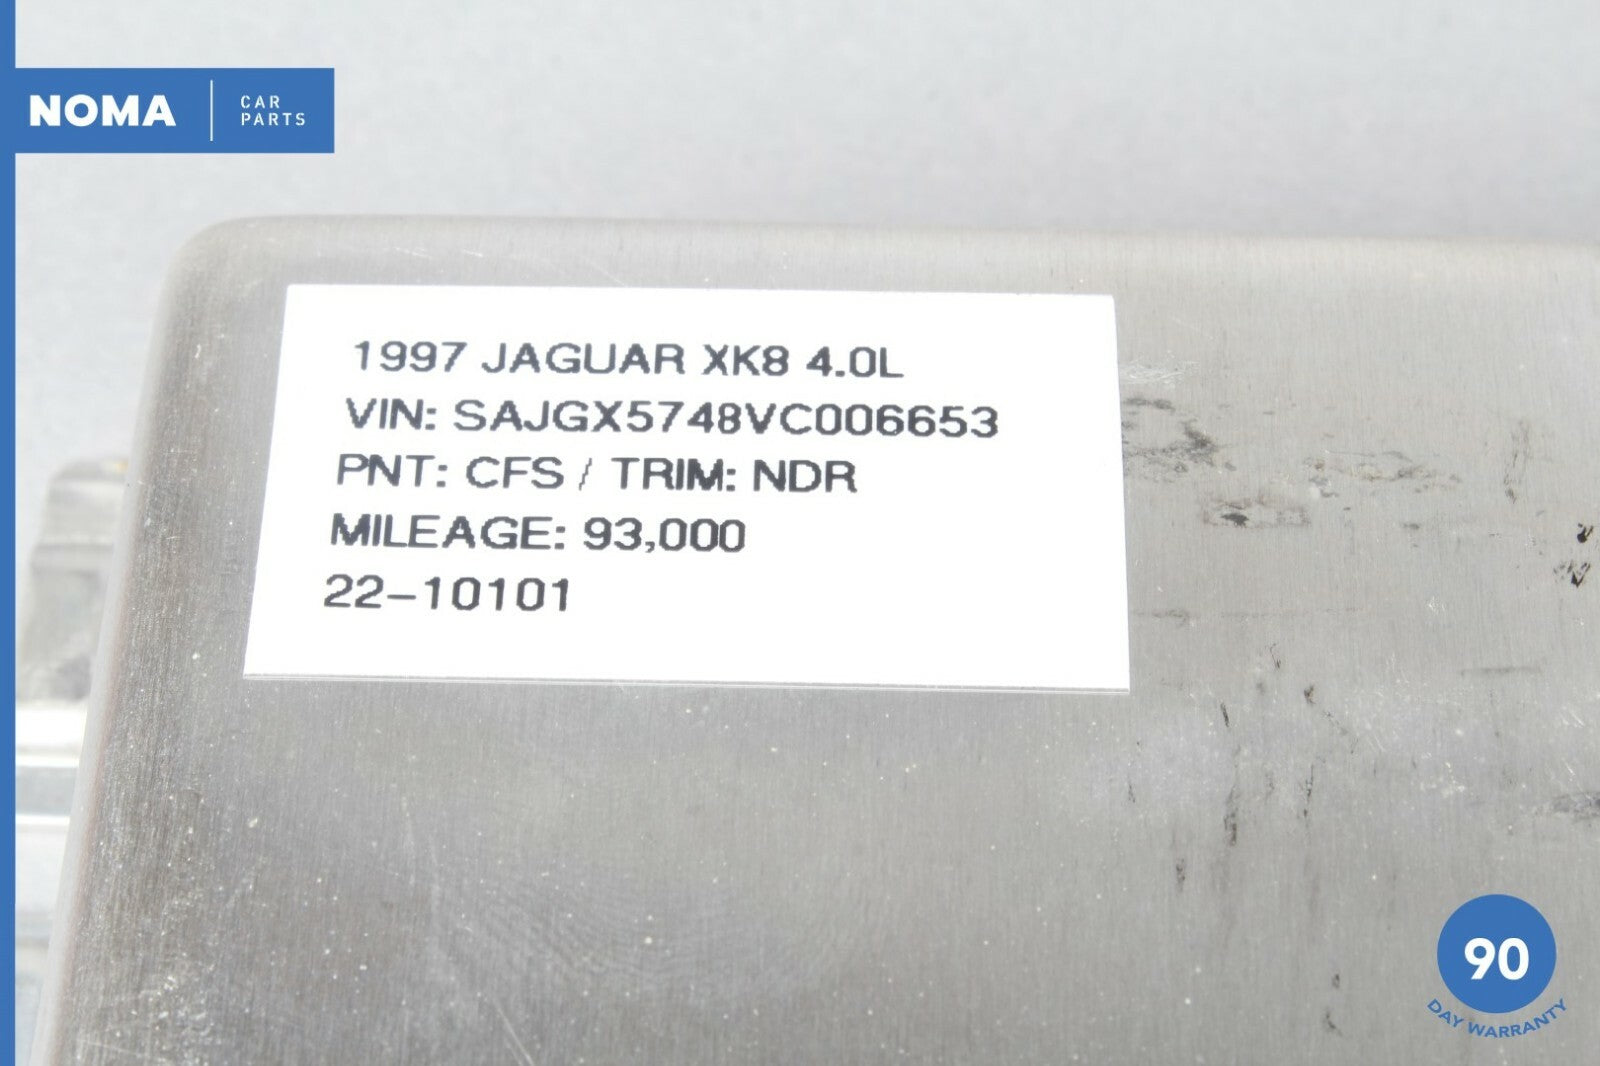 NOMA
CAR
PARTS
1997 JAGUAR XK8 4.0L
VIN: SAJGX5748VC006653
PNT: CFS / TRIM: NDR
MILEAGE: 93,000
22-10101
90
DAY WARRANTY